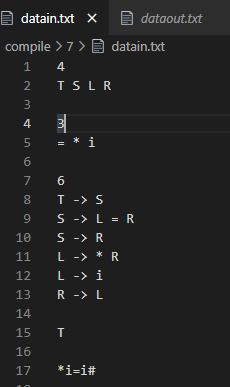 datain.txt × dataout.txt
compile > 7 > datain.txt
1 4
2 T S L R
3
4 3
5 = * i
6
7 6
8 T -> S
9 S -> L = R
10 S -> R
11 L -> * R
12 L -> i
13 R -> L
14
15 T
16
17 *i=i#